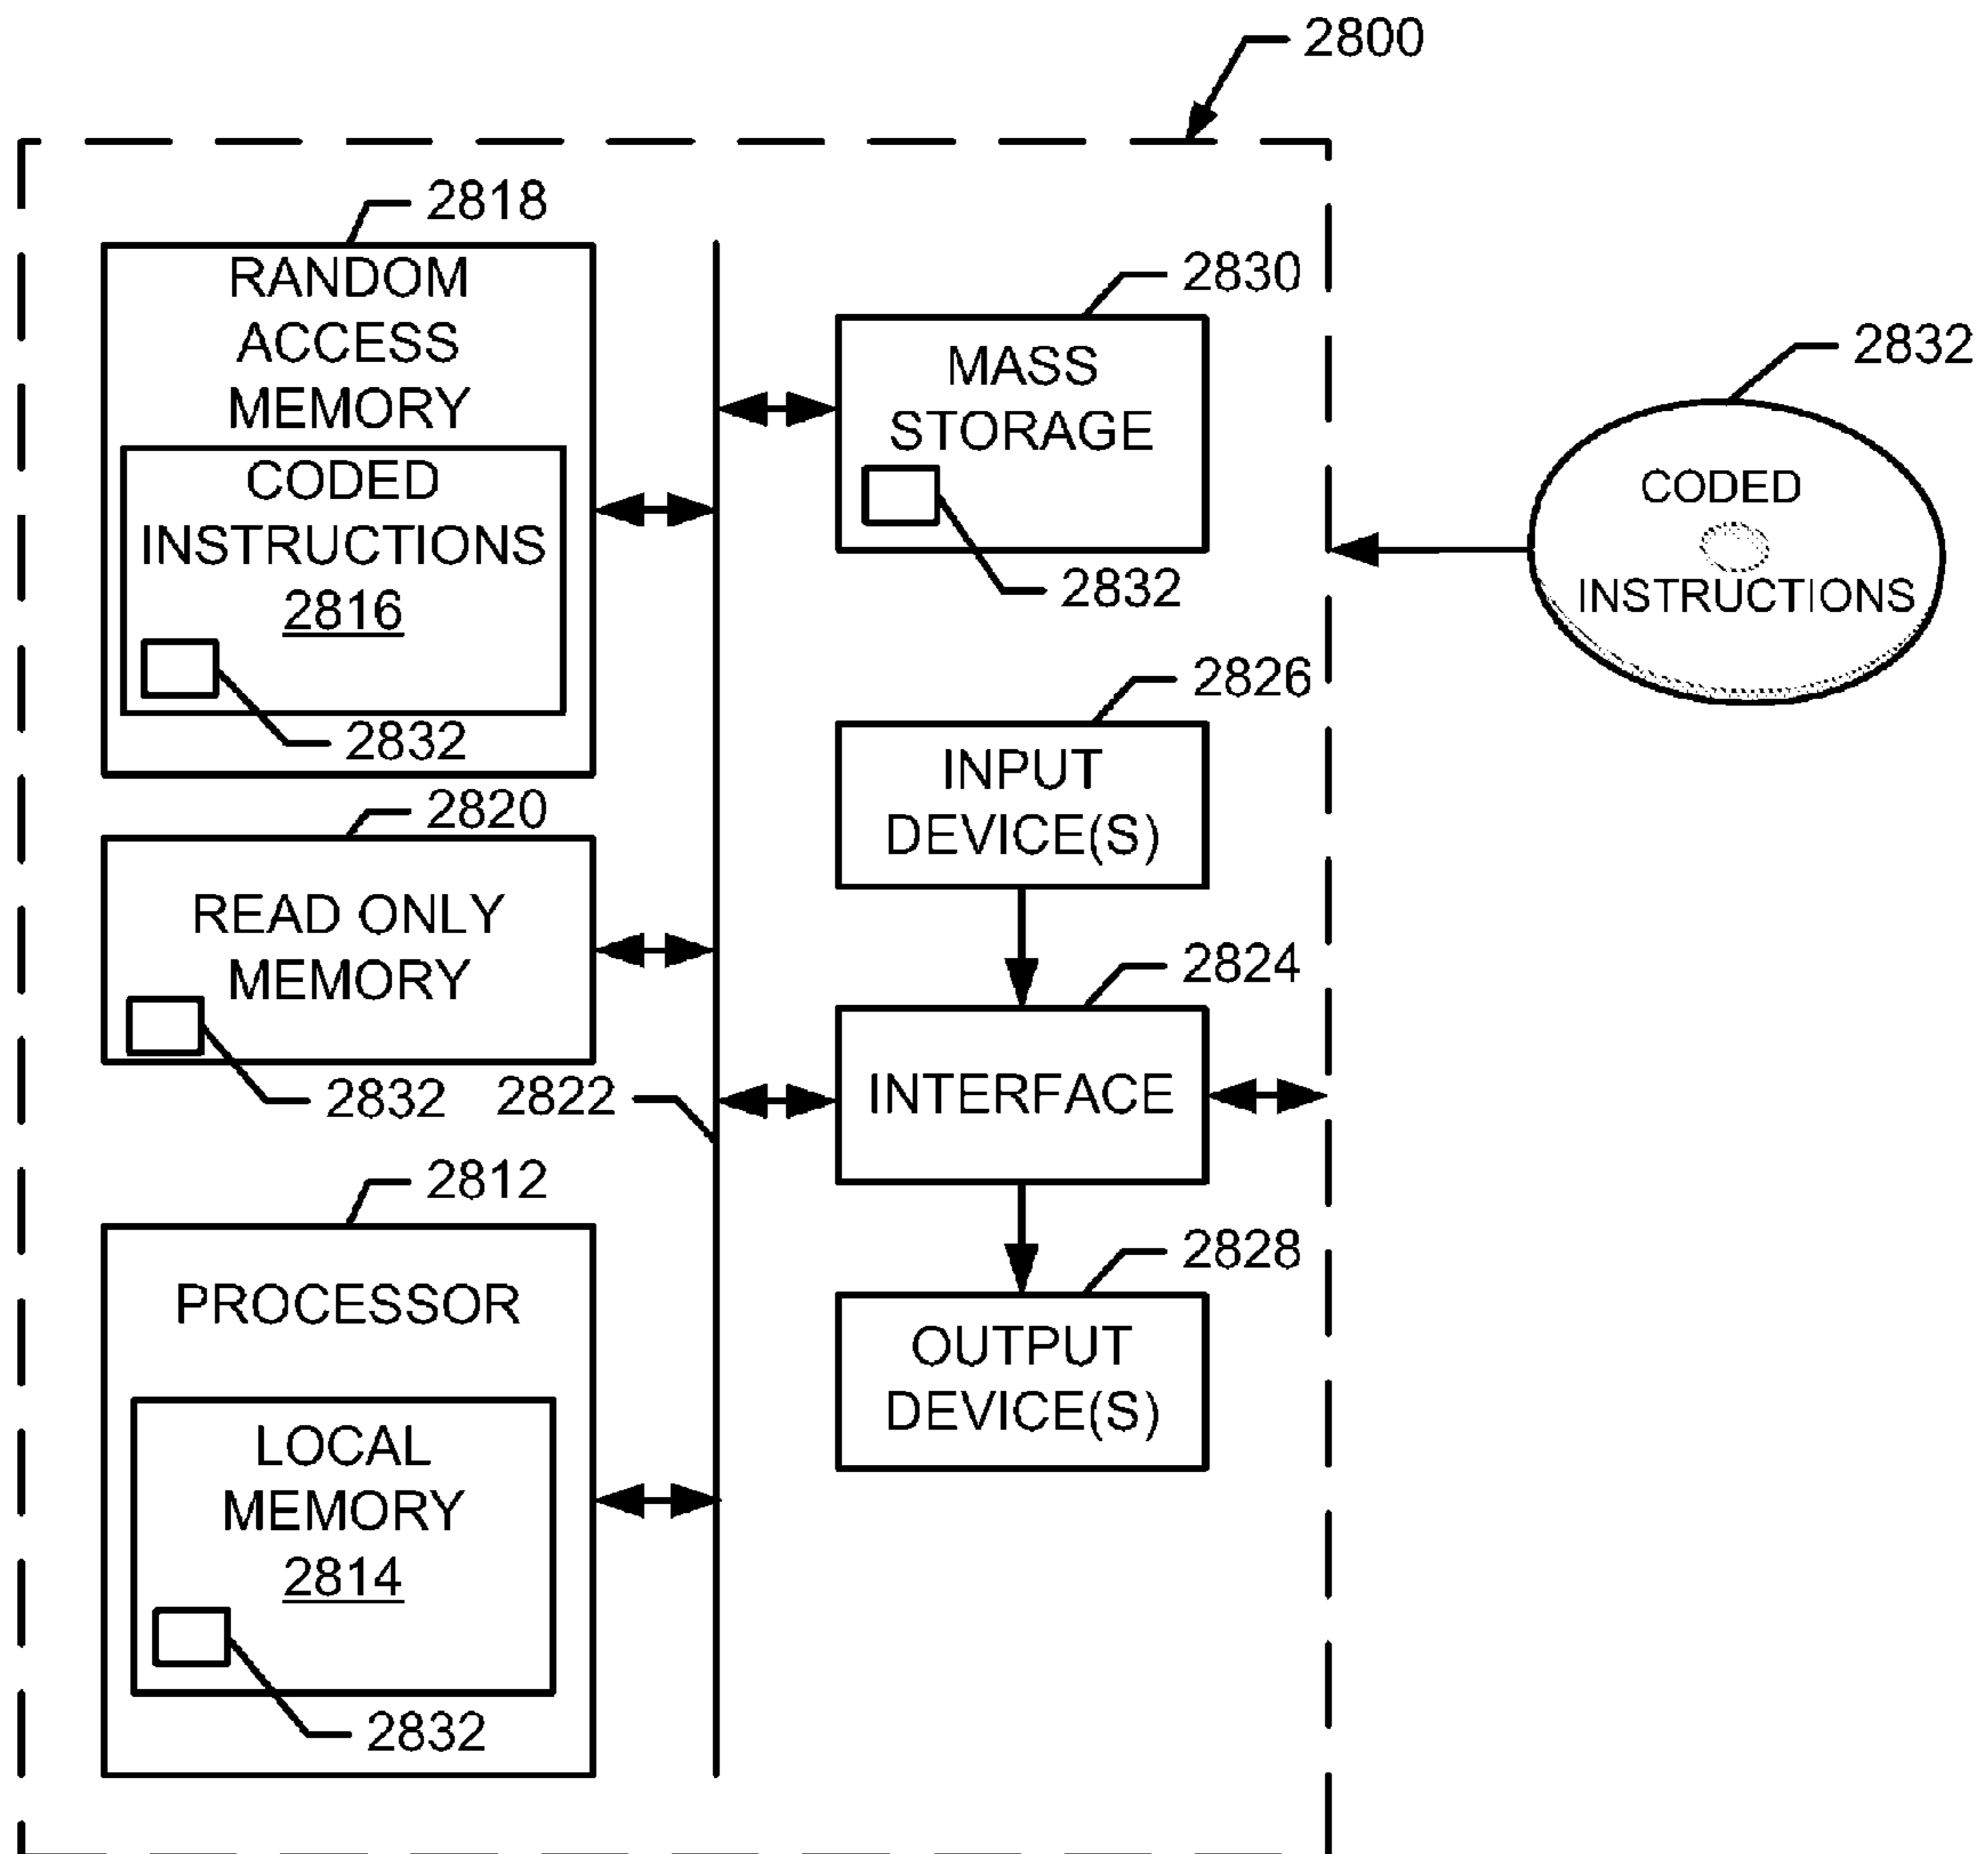 2800
2818
RANDOM
ACCESS
MEMORY
CODED
INSTRUCTIONS
2816
2832
2820
READ ONLY
MEMORY
2832
2822
2812
PROCESSOR
LOCAL
MEMORY
2814
2832
2830
MASS
STORAGE
2832
2826
INPUT
DEVICE(S)
2824
INTERFACE
2828
OUTPUT
DEVICE(S)
2832
CODED
INSTRUCTIONS